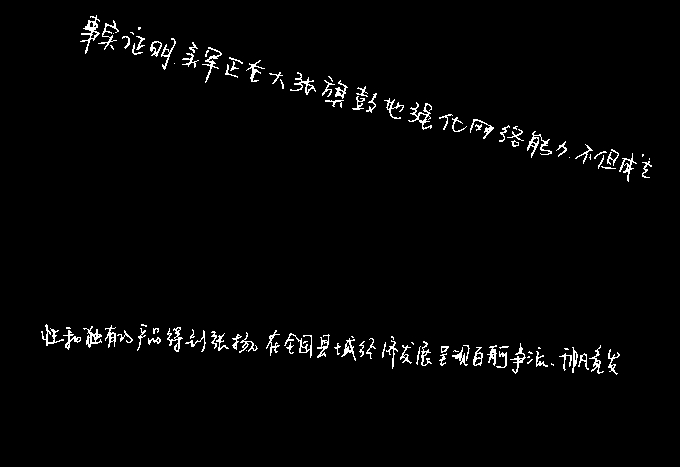 事实证明,美军正在大张旗鼓地强化网络能力.不但成立
性和独有的产品得到张扬。在全国县域经济发展呈现百舸争流、千帆竞发